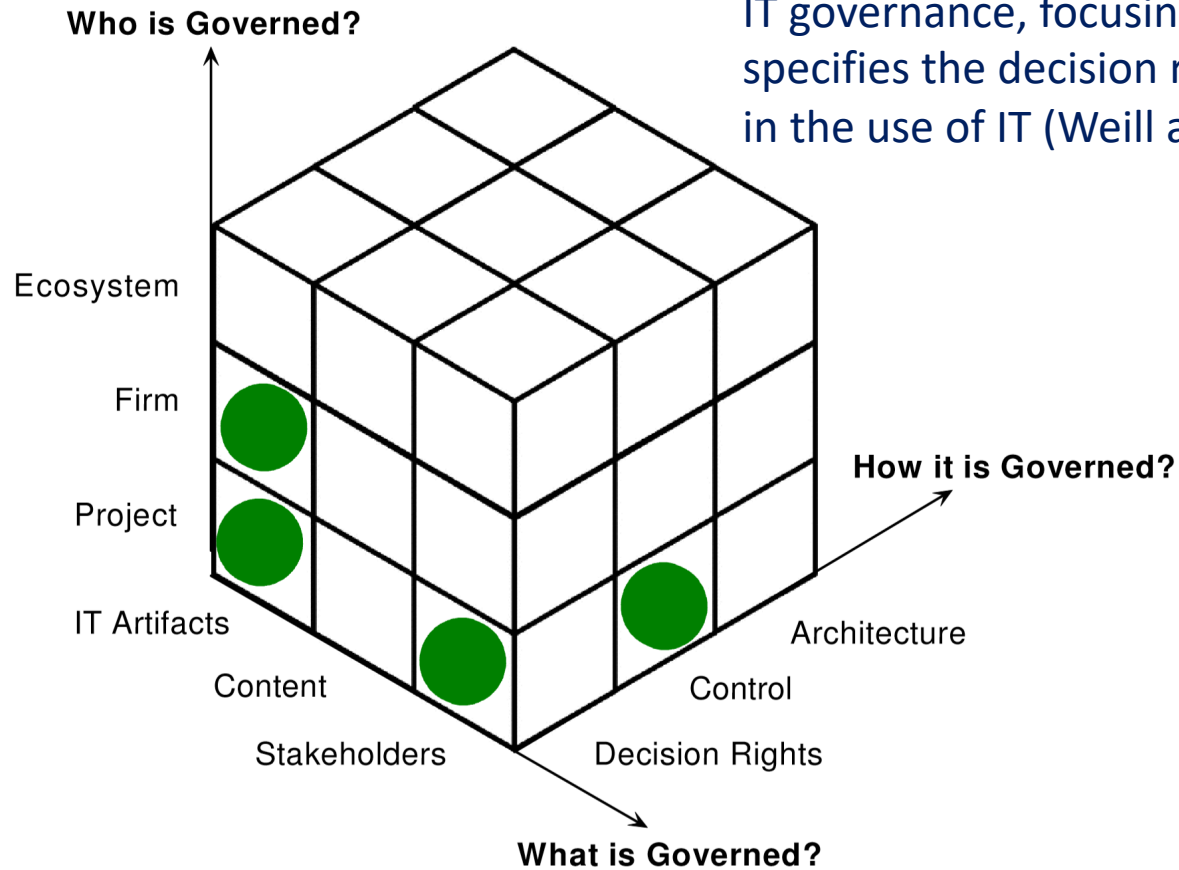 Who is Governed?
IT governance, focusin
specifies the decision r
in the use of IT (Weill a
Ecosystem
Firm
How it is Governed?
Project
IT Artifacts
Architecture
Content
Control
Stakeholders
Decision Rights
What is Governed?